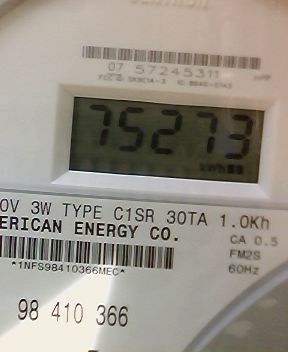 07 57245311
75273
kWh
0V 3W TYPE C1SR 30TA 1.0Kh
ERICAN ENERGY CO.
CA 0.5
FM2S
*1NFS98410366MEC*
60Hz
98 410 366